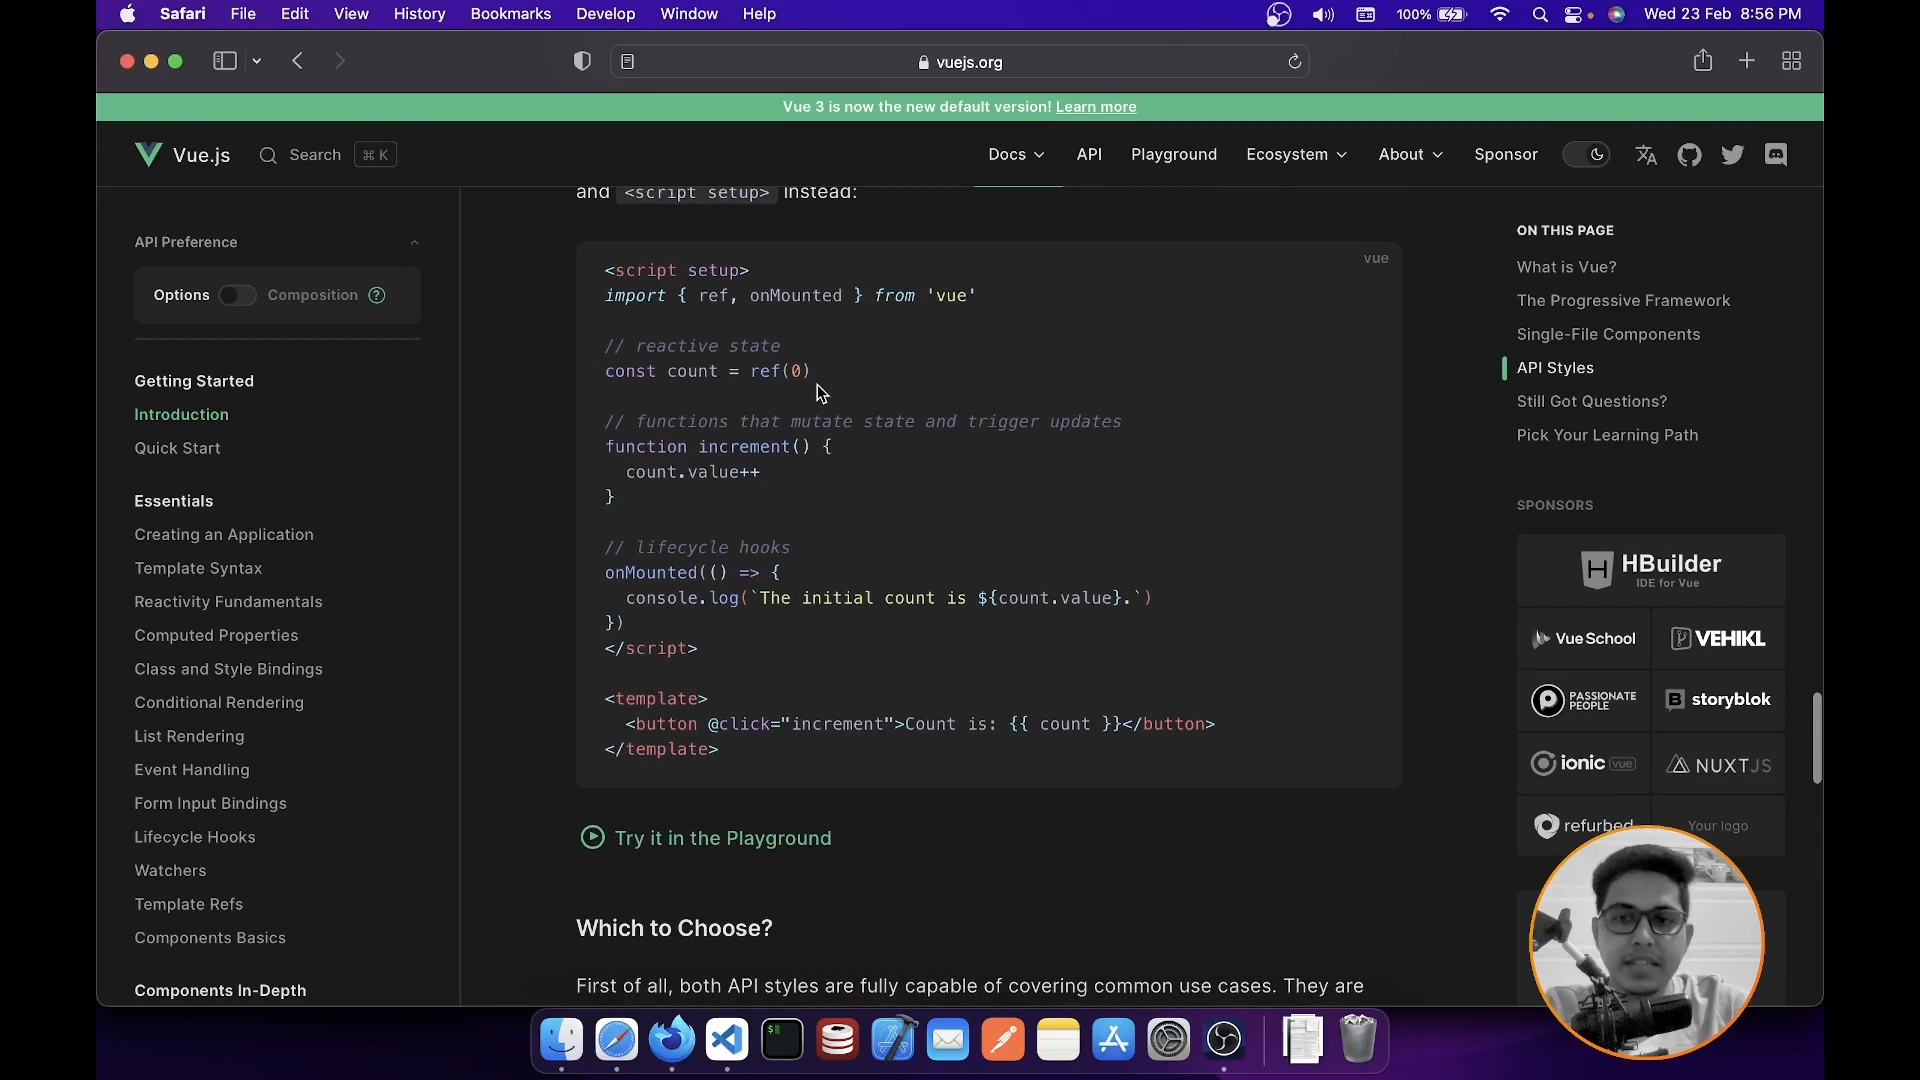 Safari File Edit View History Bookmarks Develop Window Help 100% Wed 23 Feb 8:56 PM
vuejs.org
Vue 3 is now the new default version! Learn more
Vue.js Search ⌘ K Docs API Playground Ecosystem About Sponsor
and <script setup> instead:
API Preference
Options Composition ?
Getting Started
Introduction
Quick Start
Essentials
Creating an Application
Template Syntax
Reactivity Fundamentals
Computed Properties
Class and Style Bindings
Conditional Rendering
List Rendering
Event Handling
Form Input Bindings
Lifecycle Hooks
Watchers
Template Refs
Components Basics
Components In-Depth
vue
<script setup>
import { ref, onMounted } from 'vue'
// reactive state
const count = ref(0)
// functions that mutate state and trigger updates
function increment() {
count.value++
}
// lifecycle hooks
onMounted(() => {
console.log(`The initial count is ${count.value}.`)
})
</script>
<template>
<button @click="increment">Count is: {{ count }}</button>
</template>
Try it in the Playground
Which to Choose?
First of all, both API styles are fully capable of covering common use cases. They are
ON THIS PAGE
What is Vue?
The Progressive Framework
Single-File Components
API Styles
Still Got Questions?
Pick Your Learning Path
SPONSORS
H HBuilder
IDE for Vue
Vue School VEHIKL
PASSIONATE PEOPLE storyblok
ionic vue NUXTJS
refurbed Your logo